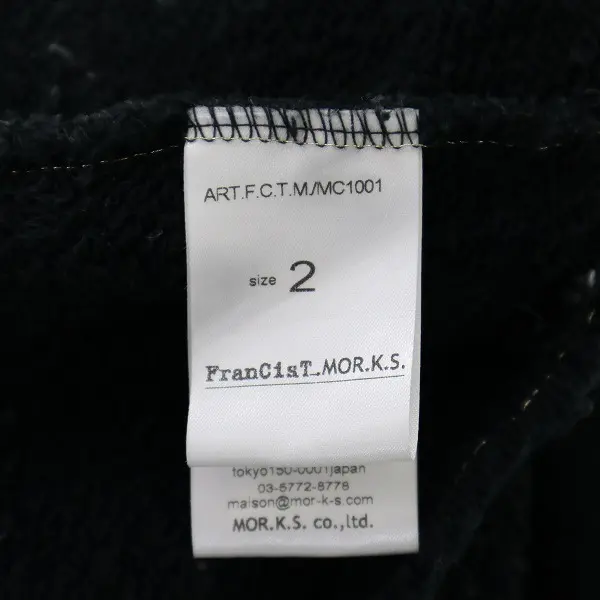 ART.F.C.T.M./MC1001
size 2
FranCisT_MOR.K.S.
tokyo150-0001japan
03-5772-8778
maison@mor-k-s.com
MOR.K.S. co.,ltd.